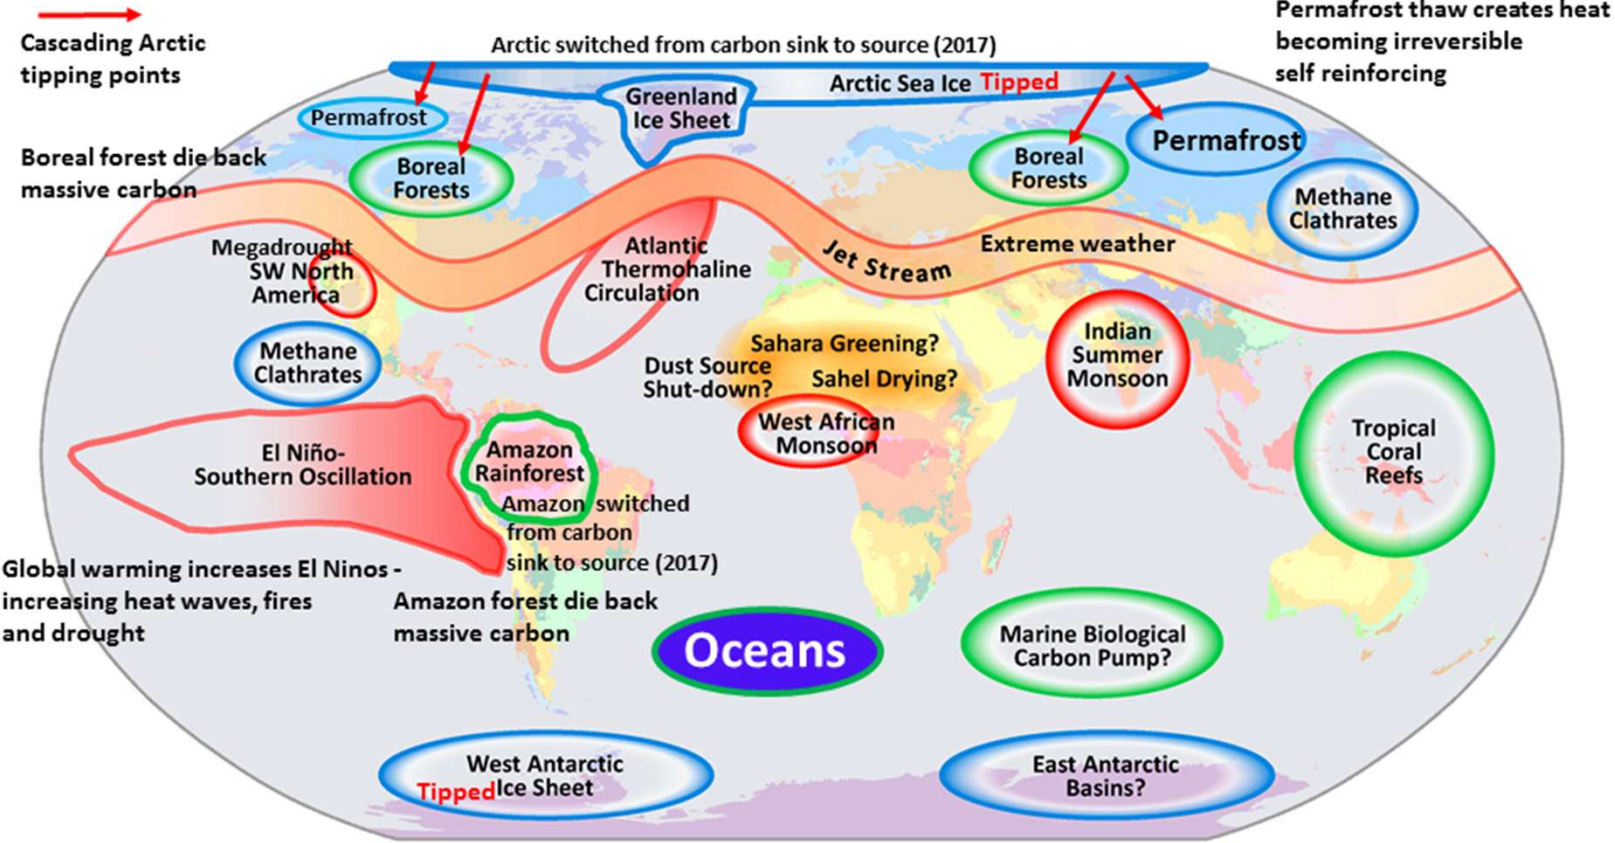 Cascading Arctic
tipping points
Arctic switched from carbon sink to source (2017)
Permafrost thaw creates heat
becoming irreversible
self reinforcing
Arctic Sea Ice Tipped
Greenland
Ice Sheet
Permafrost
Boreal
Forests
Boreal forest die back
massive carbon
Boreal
Forests
Permafrost
Methane
Clathrates
Megadrought
SW North
America
Atlantic
Thermohaline
Circulation
Jet Stream
Extreme weather
Methane
Clathrates
Sahara Greening?
Dust Source
Shut-down?
Sahel Drying?
West African
Monsoon
Indian
Summer
Monsoon
Tropical
Coral
Reefs
El Niño-
Southern Oscillation
Amazon
Rainforest
Amazon switched
from carbon
sink to source (2017)
Global warming increases El Ninos -
increasing heat waves, fires
and drought
Amazon forest die back
massive carbon
Oceans
Marine Biological
Carbon Pump?
West Antarctic
Tipped Ice Sheet
East Antarctic
Basins?